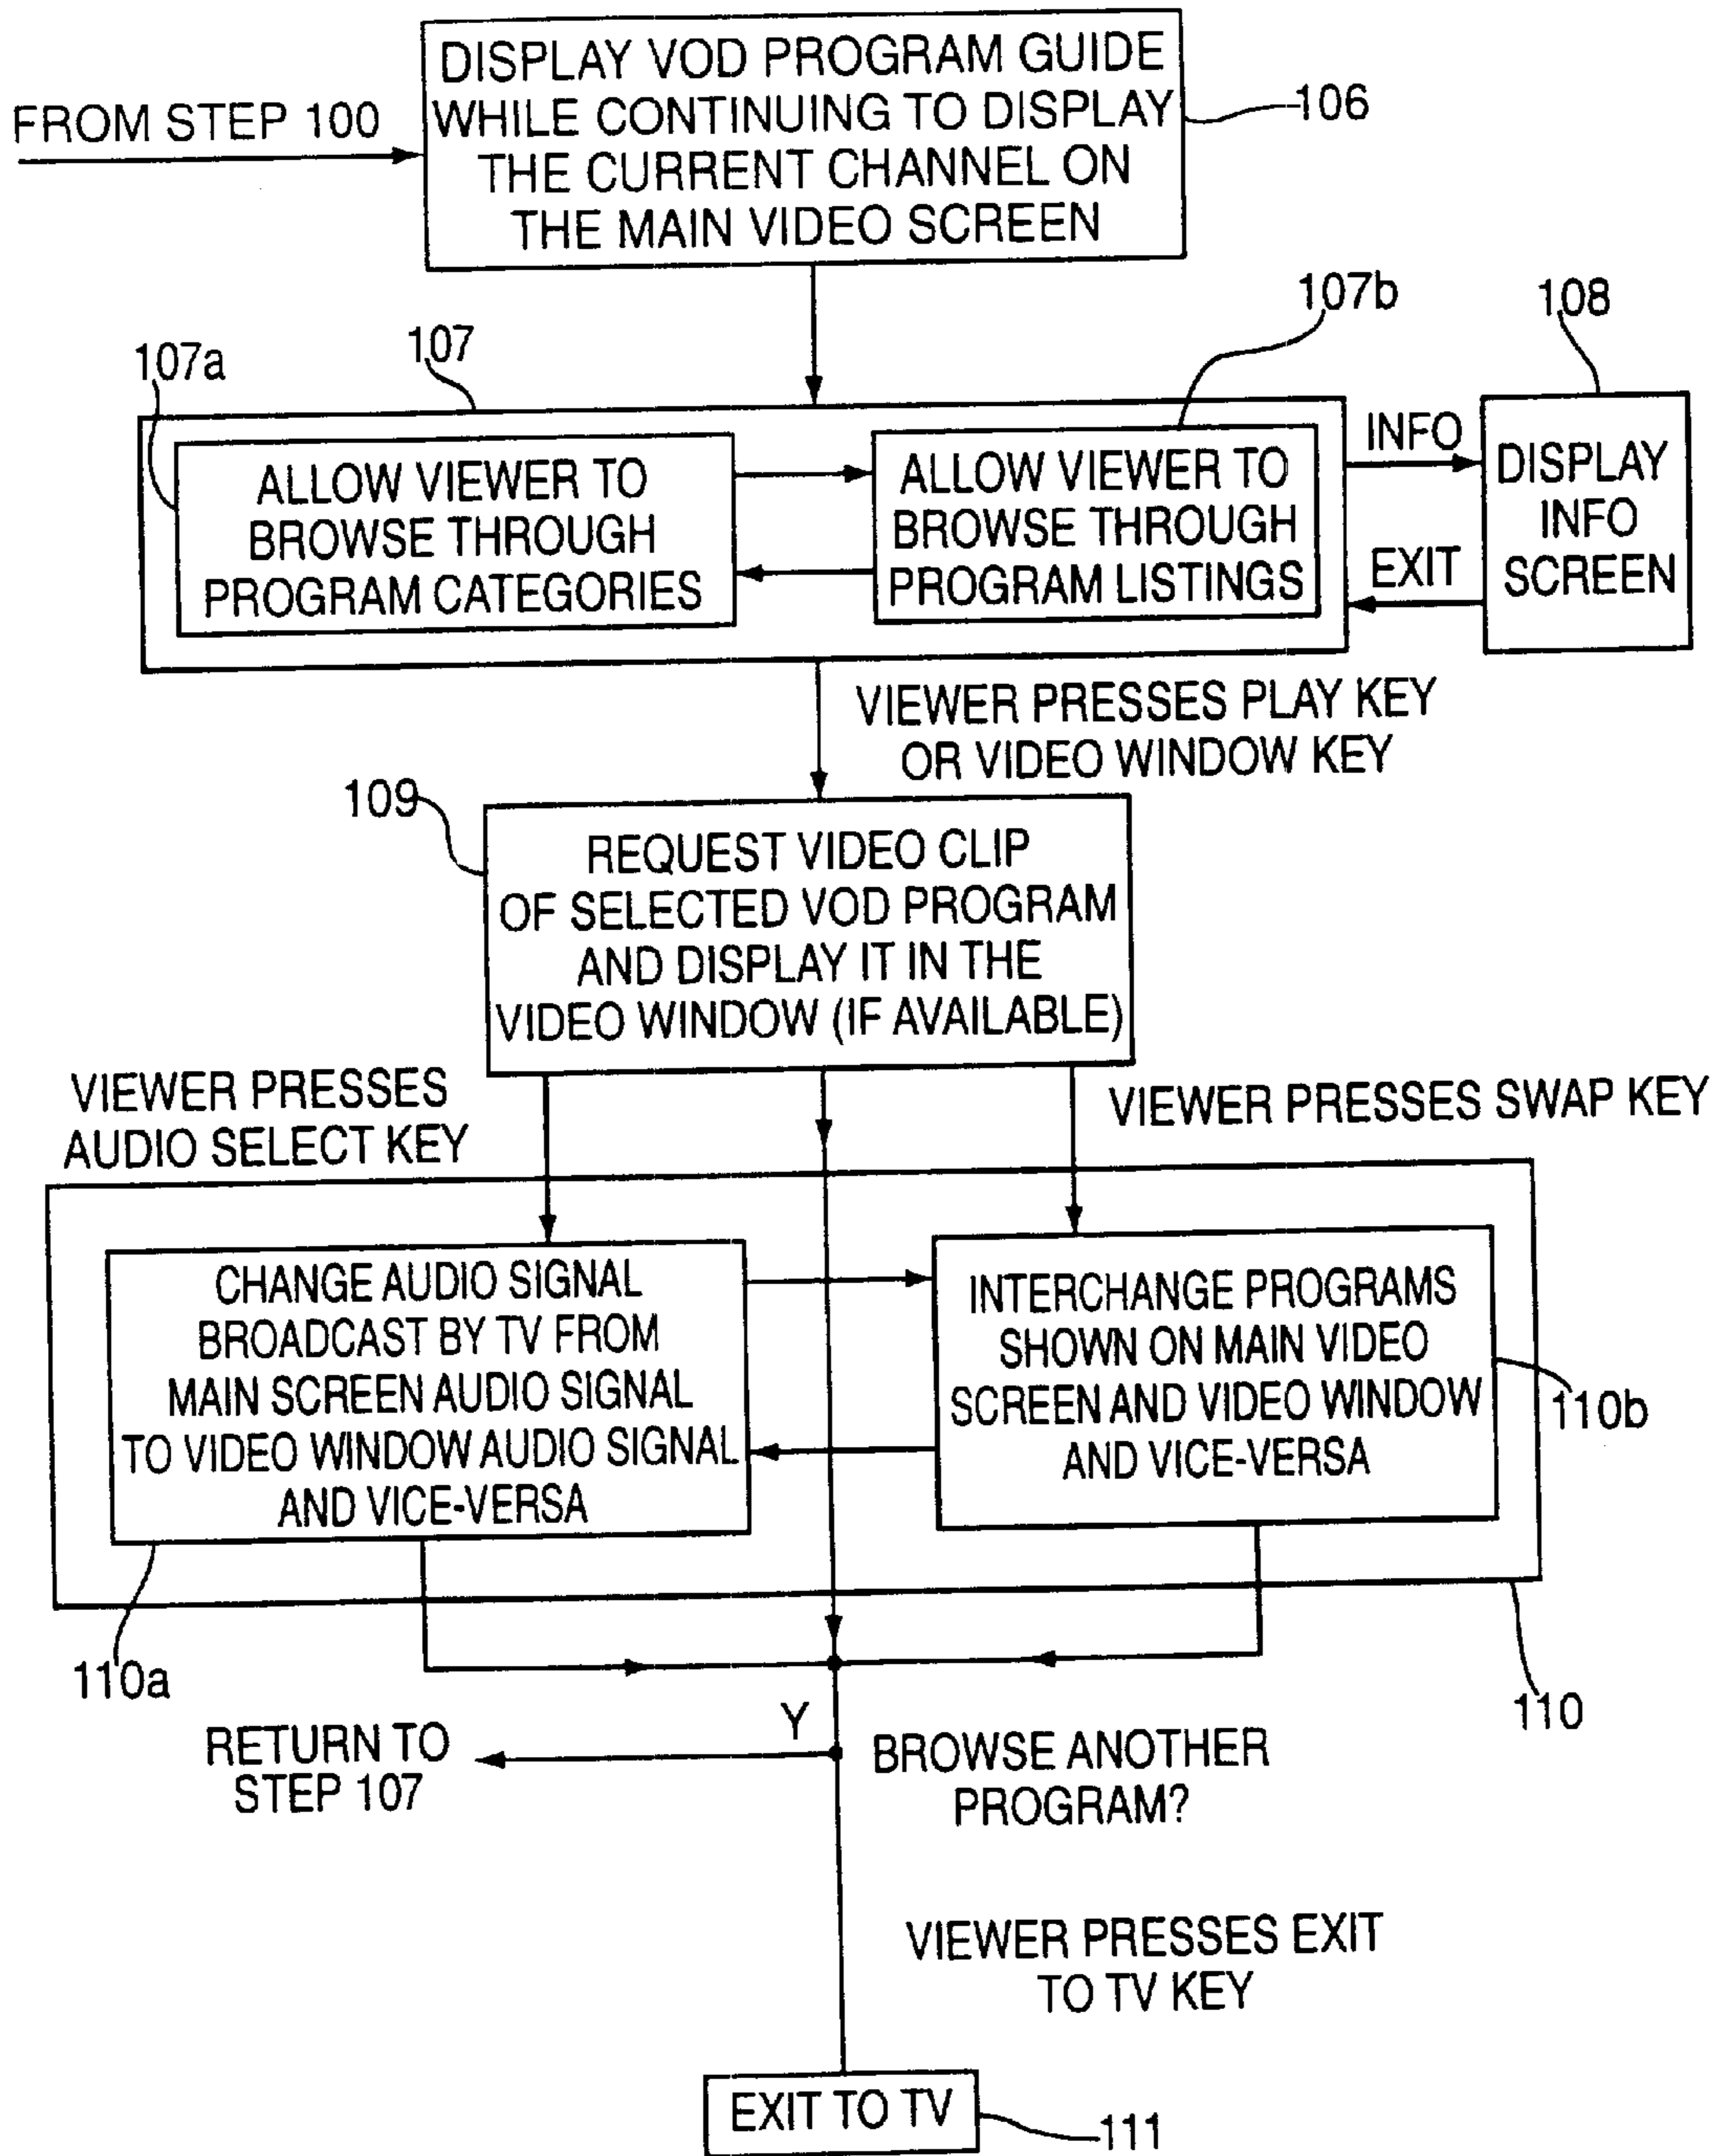 DISPLAY VOD PROGRAM GUIDE
WHILE CONTINUING TO DISPLAY
THE CURRENT CHANNEL ON
THE MAIN VIDEO SCREEN
106
FROM STEP 100
107a
107
107b
108
ALLOW VIEWER TO
BROWSE THROUGH
PROGRAM CATEGORIES
ALLOW VIEWER TO
BROWSE THROUGH
PROGRAM LISTINGS
INFO
EXIT
DISPLAY
INFO
SCREEN
VIEWER PRESSES PLAY KEY
OR VIDEO WINDOW KEY
109
REQUEST VIDEO CLIP
OF SELECTED VOD PROGRAM
AND DISPLAY IT IN THE
VIDEO WINDOW (IF AVAILABLE)
VIEWER PRESSES
AUDIO SELECT KEY
VIEWER PRESSES SWAP KEY
CHANGE AUDIO SIGNAL
BROADCAST BY TV FROM
MAIN SCREEN AUDIO SIGNAL
TO VIDEO WINDOW AUDIO SIGNAL
AND VICE-VERSA
INTERCHANGE PROGRAMS
SHOWN ON MAIN VIDEO
SCREEN AND VIDEO WINDOW
AND VICE-VERSA
110b
110a
110
Y
RETURN TO
STEP 107
BROWSE ANOTHER
PROGRAM?
VIEWER PRESSES EXIT
TO TV KEY
EXIT TO TV
111